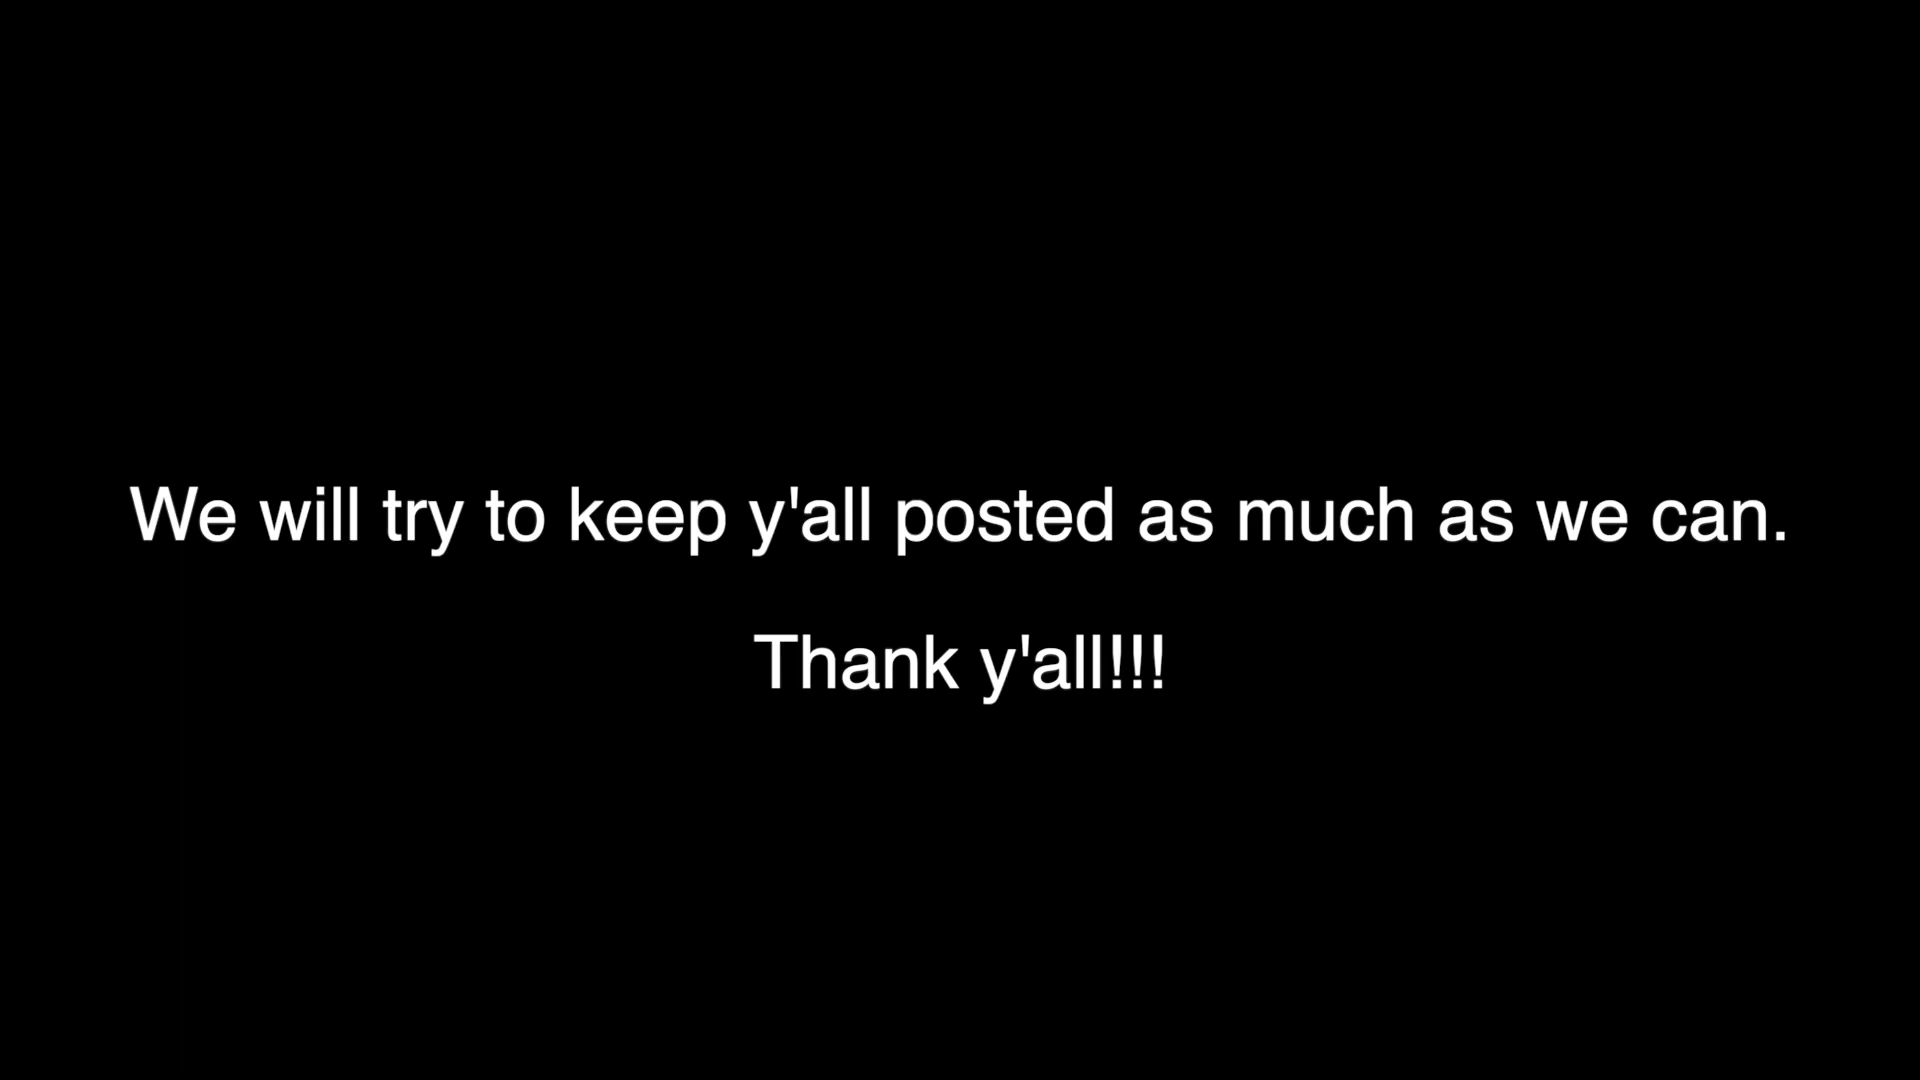 We will try to keep y'all posted as much as we can.
Thank y'all!!!